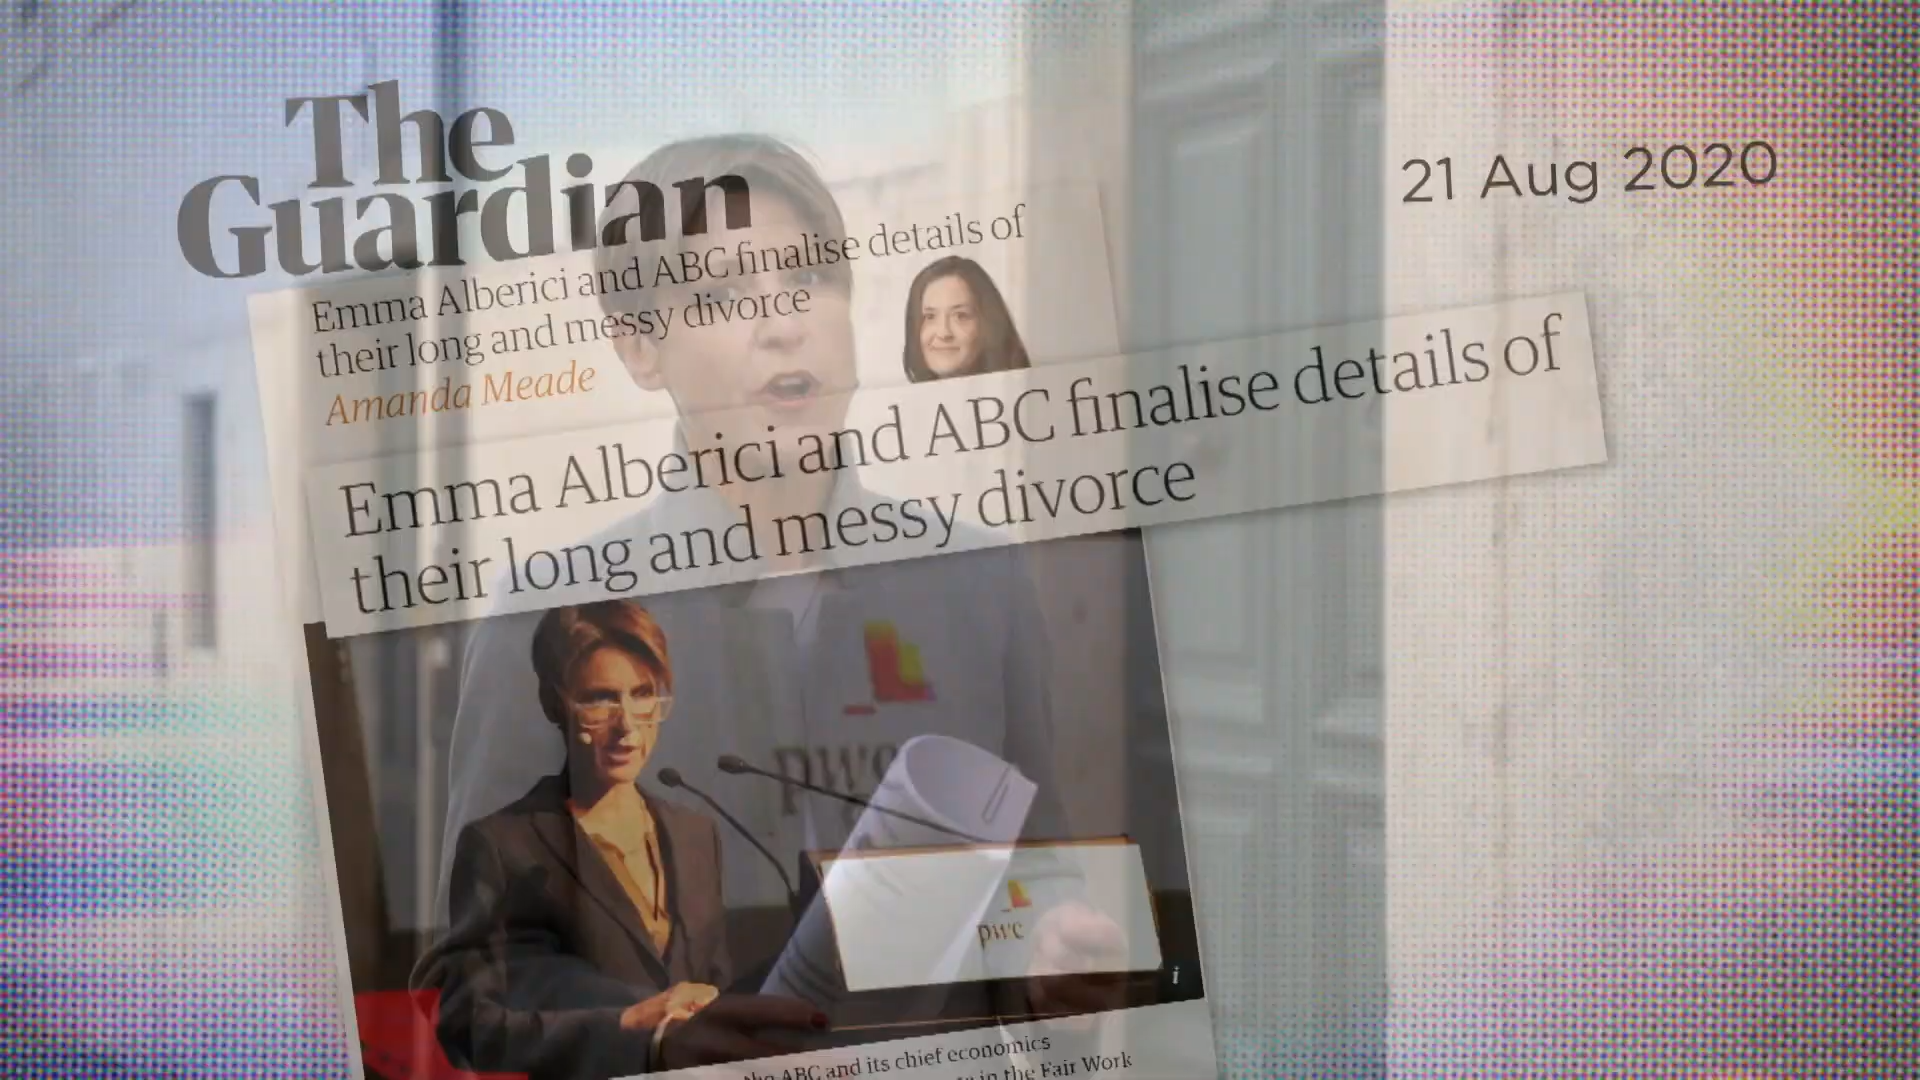 The
Guardian
21 Aug 2020
Emma Alberici and ABC finalise details of
their long and messy divorce
Amanda Meade
Emma Alberici and ABC finalise details of
their long and messy divorce
pwc
pwc
i
the ABC and its chief economics
in the Fair Work